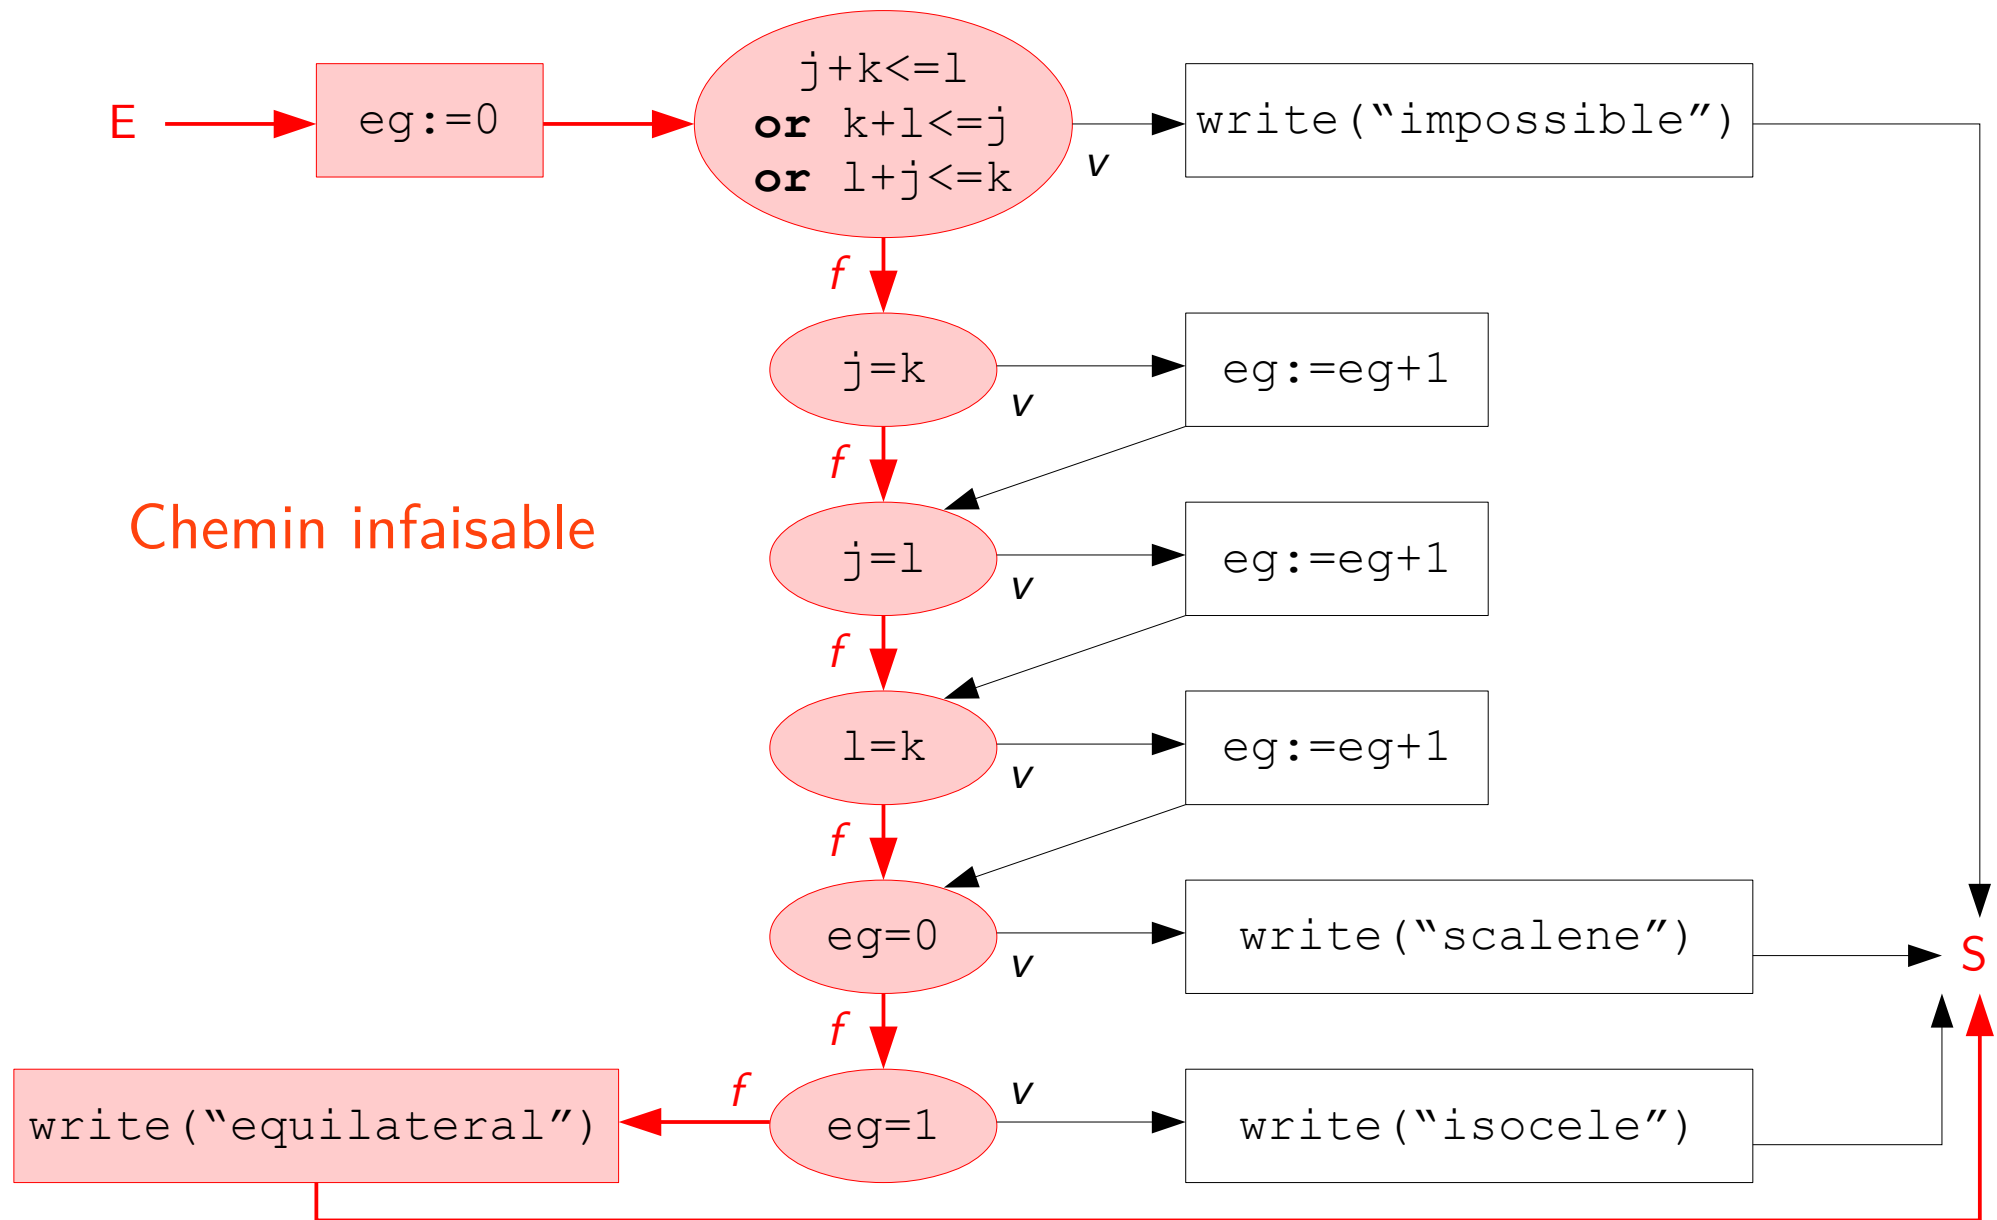 E
eg:=0
j+k<=l
or k+l<=j
or l+j<=k
v
write(“impossible”)
f
j=k
v
eg:=eg+1
f
Chemin infaisable
j=l
v
eg:=eg+1
f
l=k
v
eg:=eg+1
f
eg=0
v
write(“scalene”)
S
f
write(“equilateral”)
f
eg=1
v
write(“isocele”)